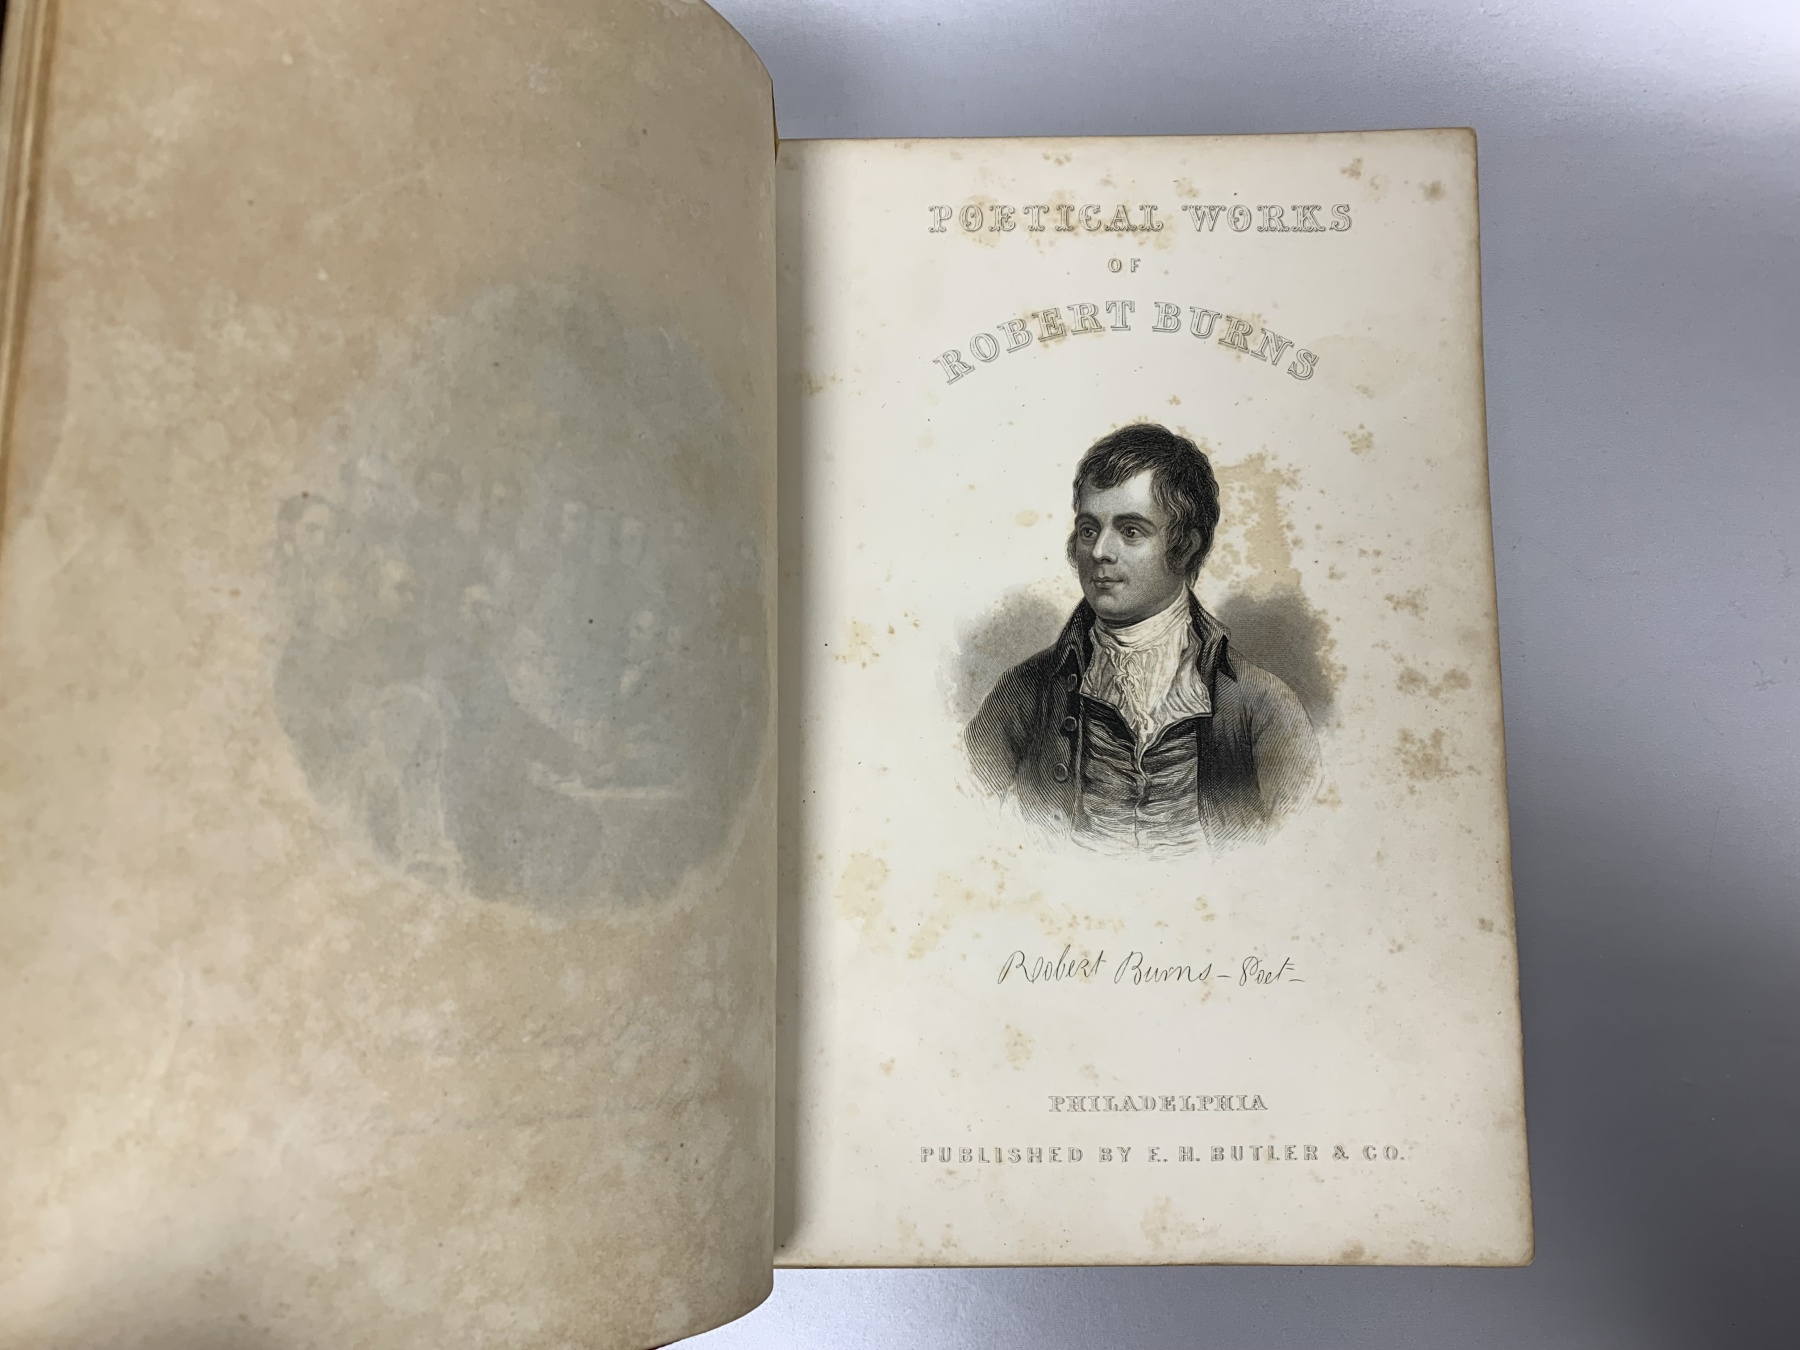 POETICAL WORKS
OF
ROBERT BURNS
Robert Burns - Poet -
PHILADELPHIA
PUBLISHED BY E. H. BUTLER & CO.